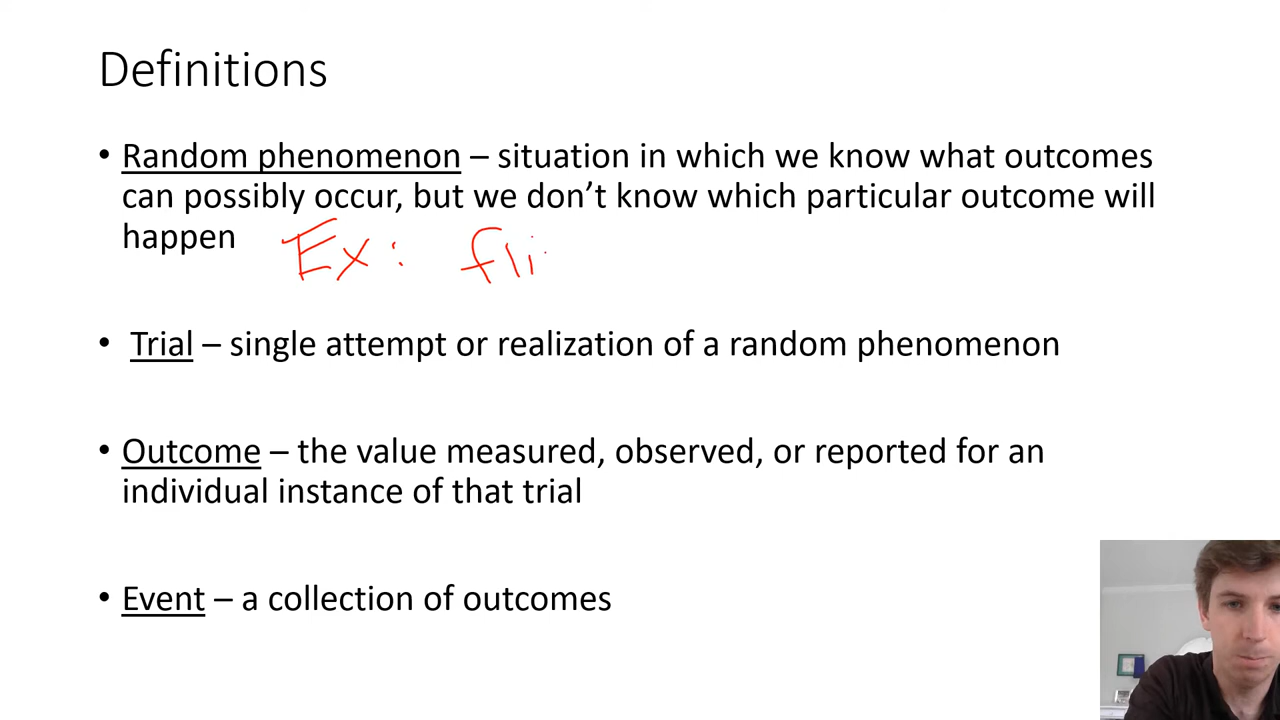 Definitions
• Random phenomenon – situation in which we know what outcomes
can possibly occur, but we don't know which particular outcome will
happen
Ex: fli
• Trial – single attempt or realization of a random phenomenon
• Outcome – the value measured, observed, or reported for an
individual instance of that trial
• Event – a collection of outcomes